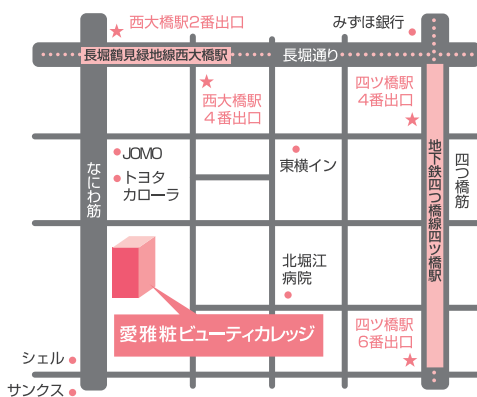 西大橋駅2番出口
みずほ銀行
長堀鶴見緑地線西大橋駅
長堀通り
西大橋駅
4番出口
四ツ橋駅
4番出口
JOMO
トヨタ
カローラ
東横イン
なにわ筋
地下鉄四つ橋線四ツ橋駅
四つ橋筋
北堀江
病院
愛雅粧ビューティカレッジ
四ツ橋駅
6番出口
シェル
サンクス